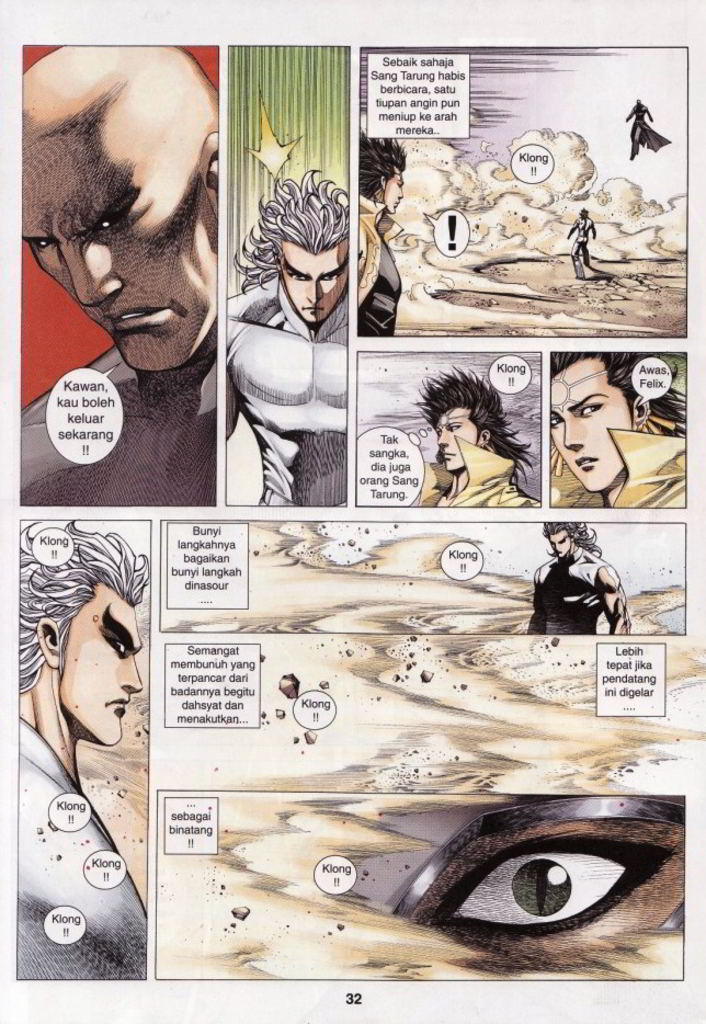 Kawan,
kau boleh
keluar
sekarang
!!
Sebaik sahaja
Sang Tarung habis
berbicara, satu
tiupan angin pun
meniup ke arah
mereka..
Klong
!!
!
Klong
!!
Tak
sangka,
dia juga
orang Sang
Tarung.
Awas,
Felix.
Klong
!!
Klong
!!
Klong
!!
Klong
!!
Bunyi
langkahnya
bagaikan
bunyi langkah
dinasour
....
Klong
!!
Semangat
membunuh yang
terpancar dari
badannya begitu
dahsyat dan
menakutkan...
Klong
!!
Lebih
tepat jika
pendatang
ini digelar
....
...
sebagai
binatang
!!
Klong
!!
32